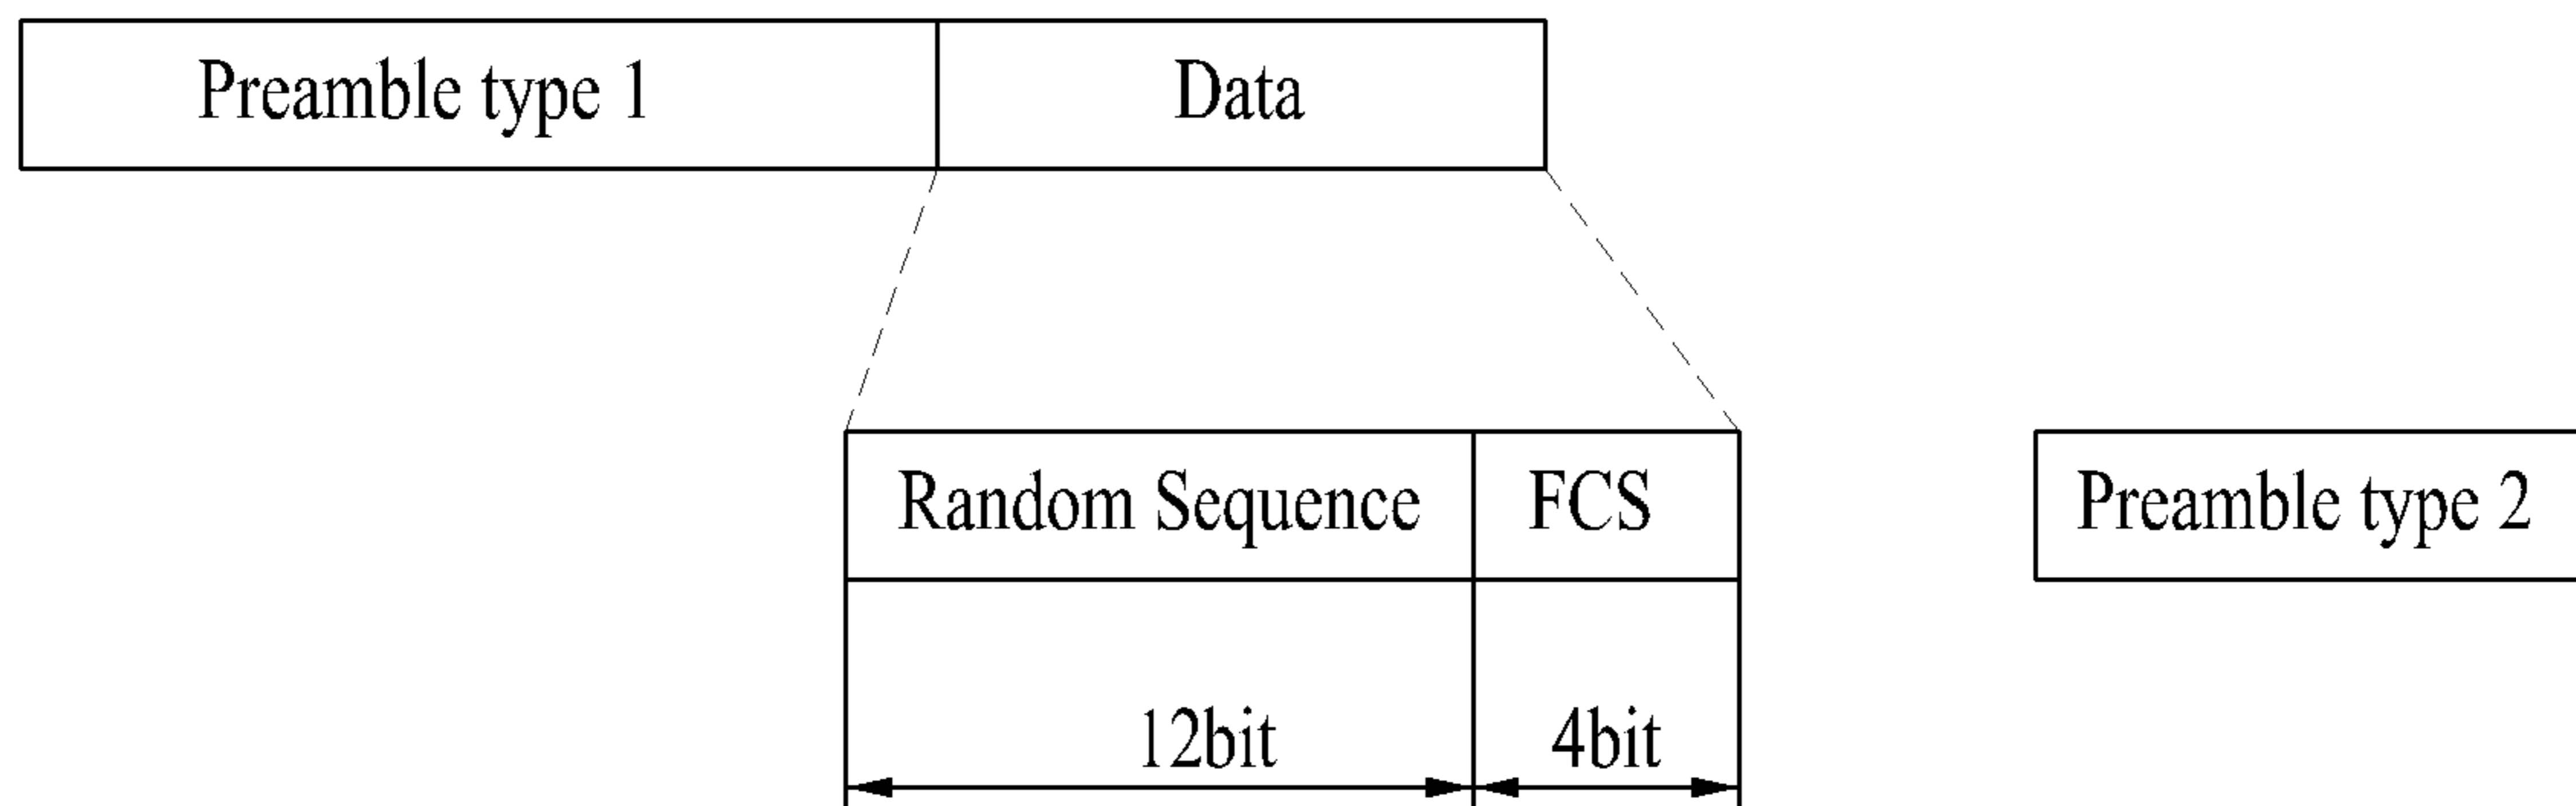 Preamble type 1
Data
Random Sequence
FCS
Preamble type 2
12bit
4bit